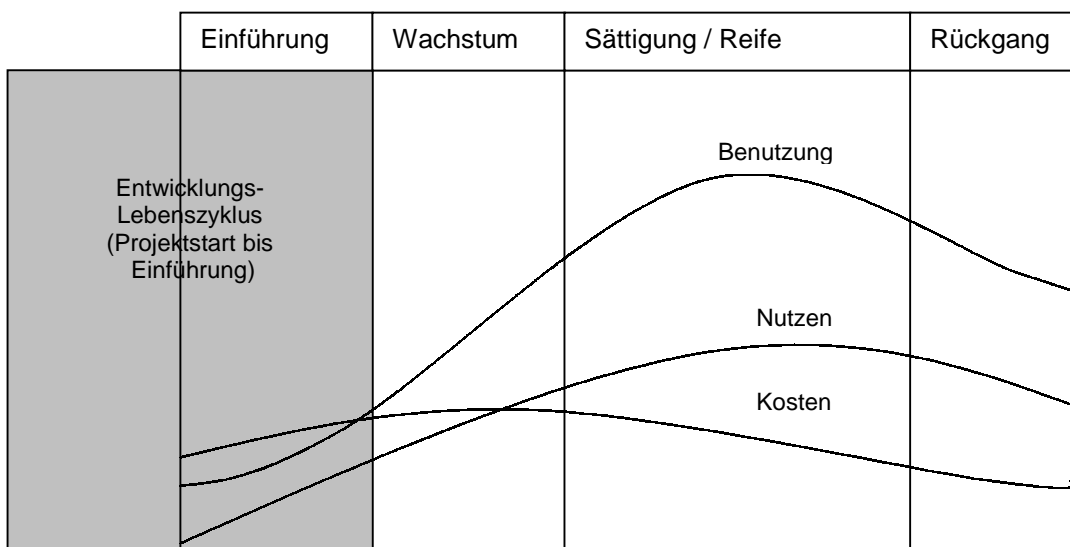 Einführung
Wachstum
Sättigung / Reife
Rückgang
Benutzung
Entwicklungs-
Lebenszyklus
(Projektstart bis
Einführung)
Nutzen
Kosten